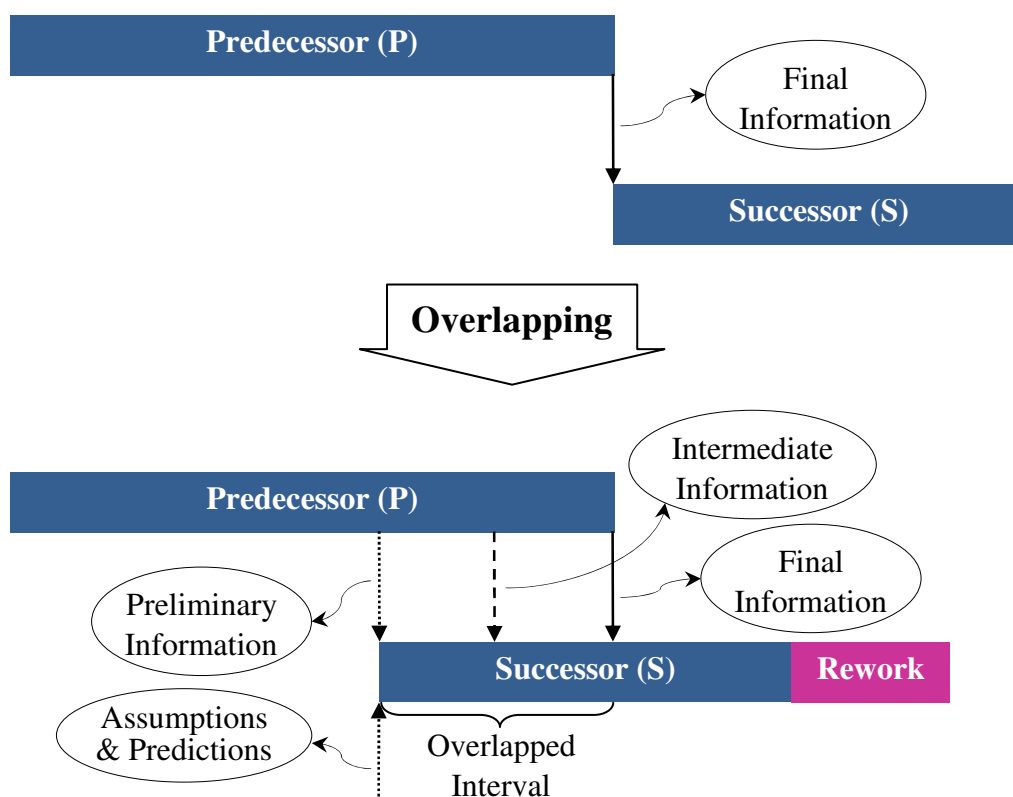 Predecessor (P)
Final
Information
Successor (S)
Overlapping
Intermediate
Information
Predecessor (P)
Final
Information
Preliminary
Information
Successor (S)
Rework
Assumptions
& Predictions
Overlapped
Interval